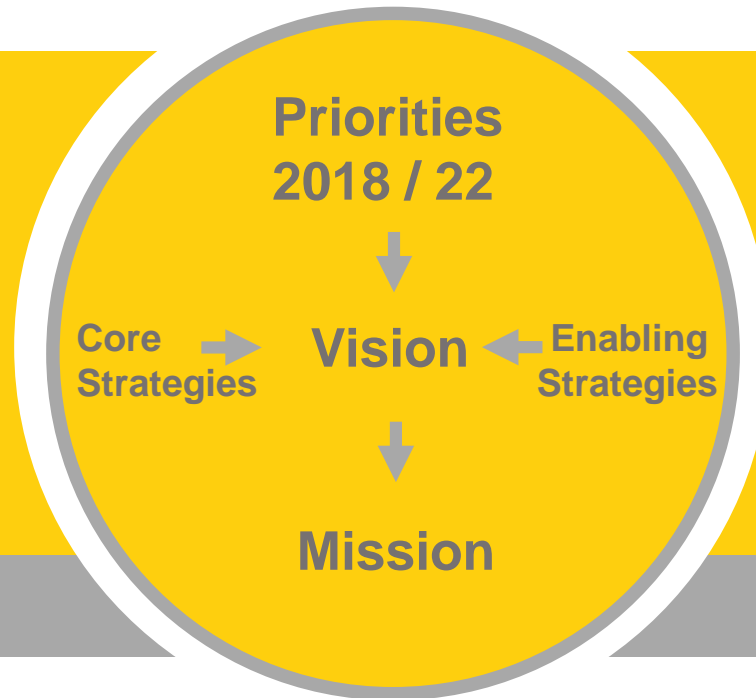 Priorities
2018 / 22
Core
Strategies
Vision
Enabling
Strategies
Mission